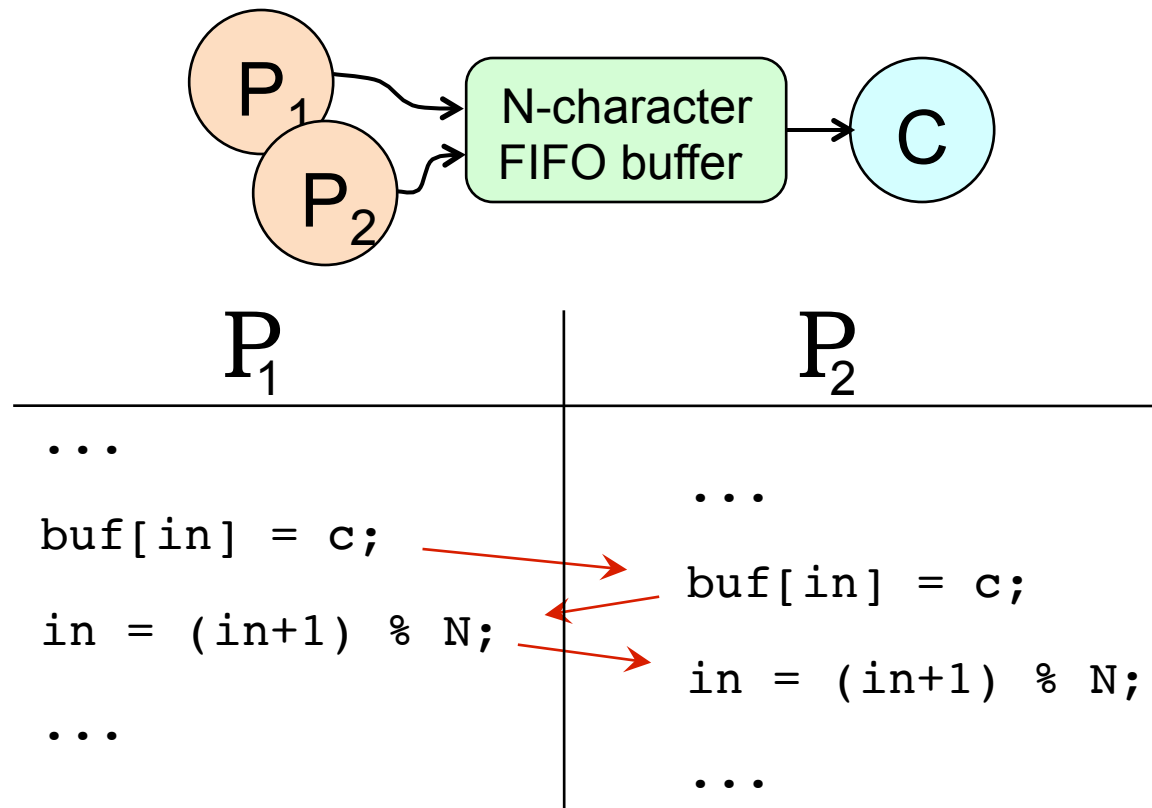 P1
P2
N-character
FIFO buffer
C
P1
P2
...
buf[in] = c;
in = (in+1) % N;
...
...
buf[in] = c;
in = (in+1) % N;
...